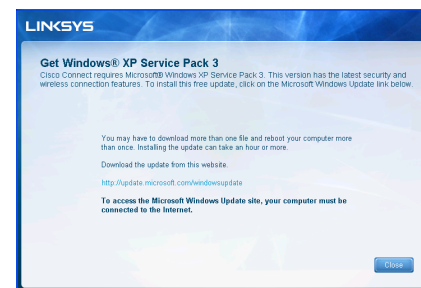 LINKSYS
Get Windows® XP Service Pack 3
Cisco Connect requires Microsoft® Windows XP Service Pack 3. This version has the latest security and
wireless connection features. To install this free update, click on the Microsoft Windows Update link below.
You may have to download more than one file and reboot your computer more
than once. Installing the update can take an hour or more.
Download the update from this website.
http://update.microsoft.com/windowsupdate
To access the Microsoft Windows Update site, your computer must be
connected to the Internet.
Close